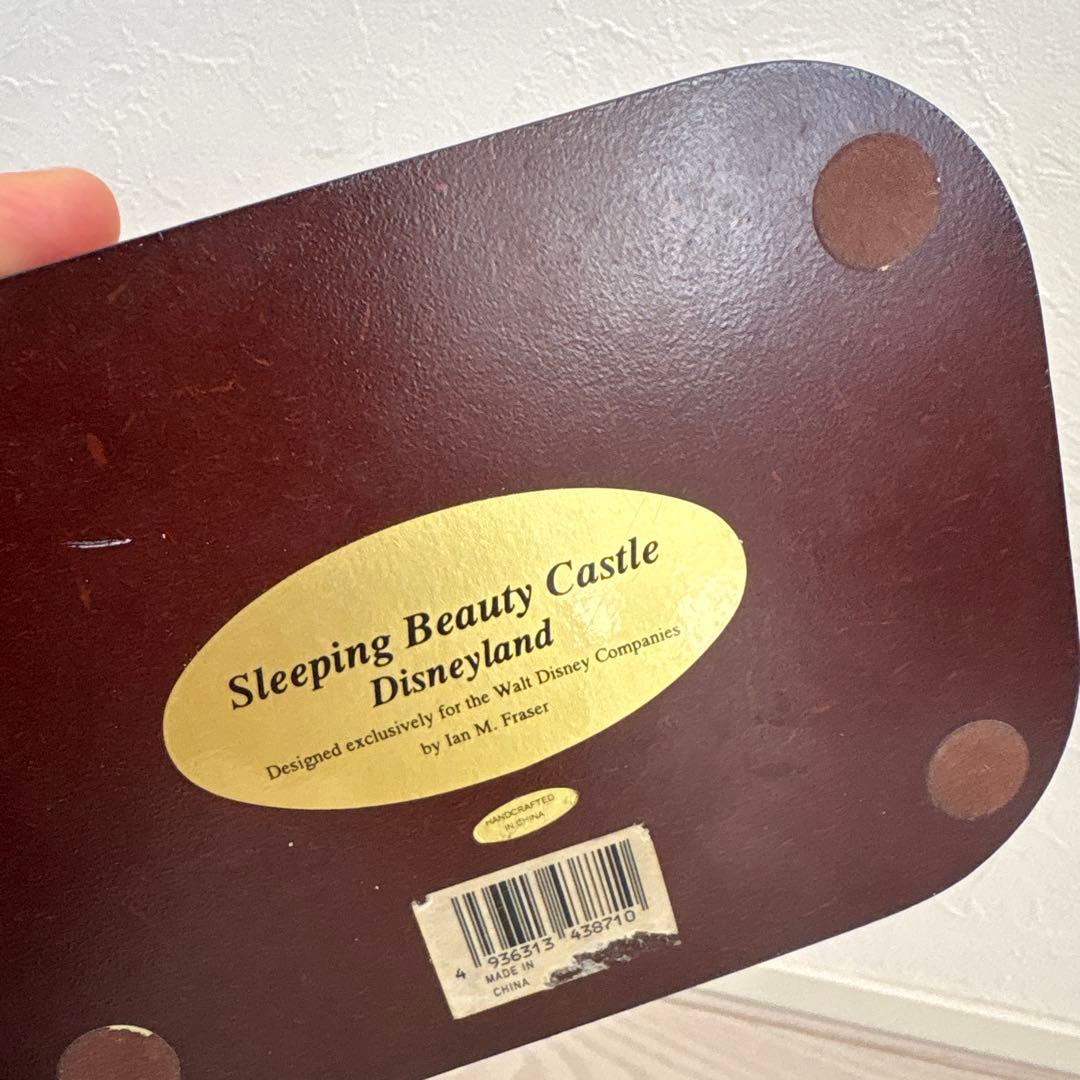 Sleeping Beauty Castle
Disneyland
Designed exclusively for the Walt Disney Companies
by Ian M. Fraser
HANDCRAFTED
IN CHINA
4 936313 438710
MADE IN
CHINA